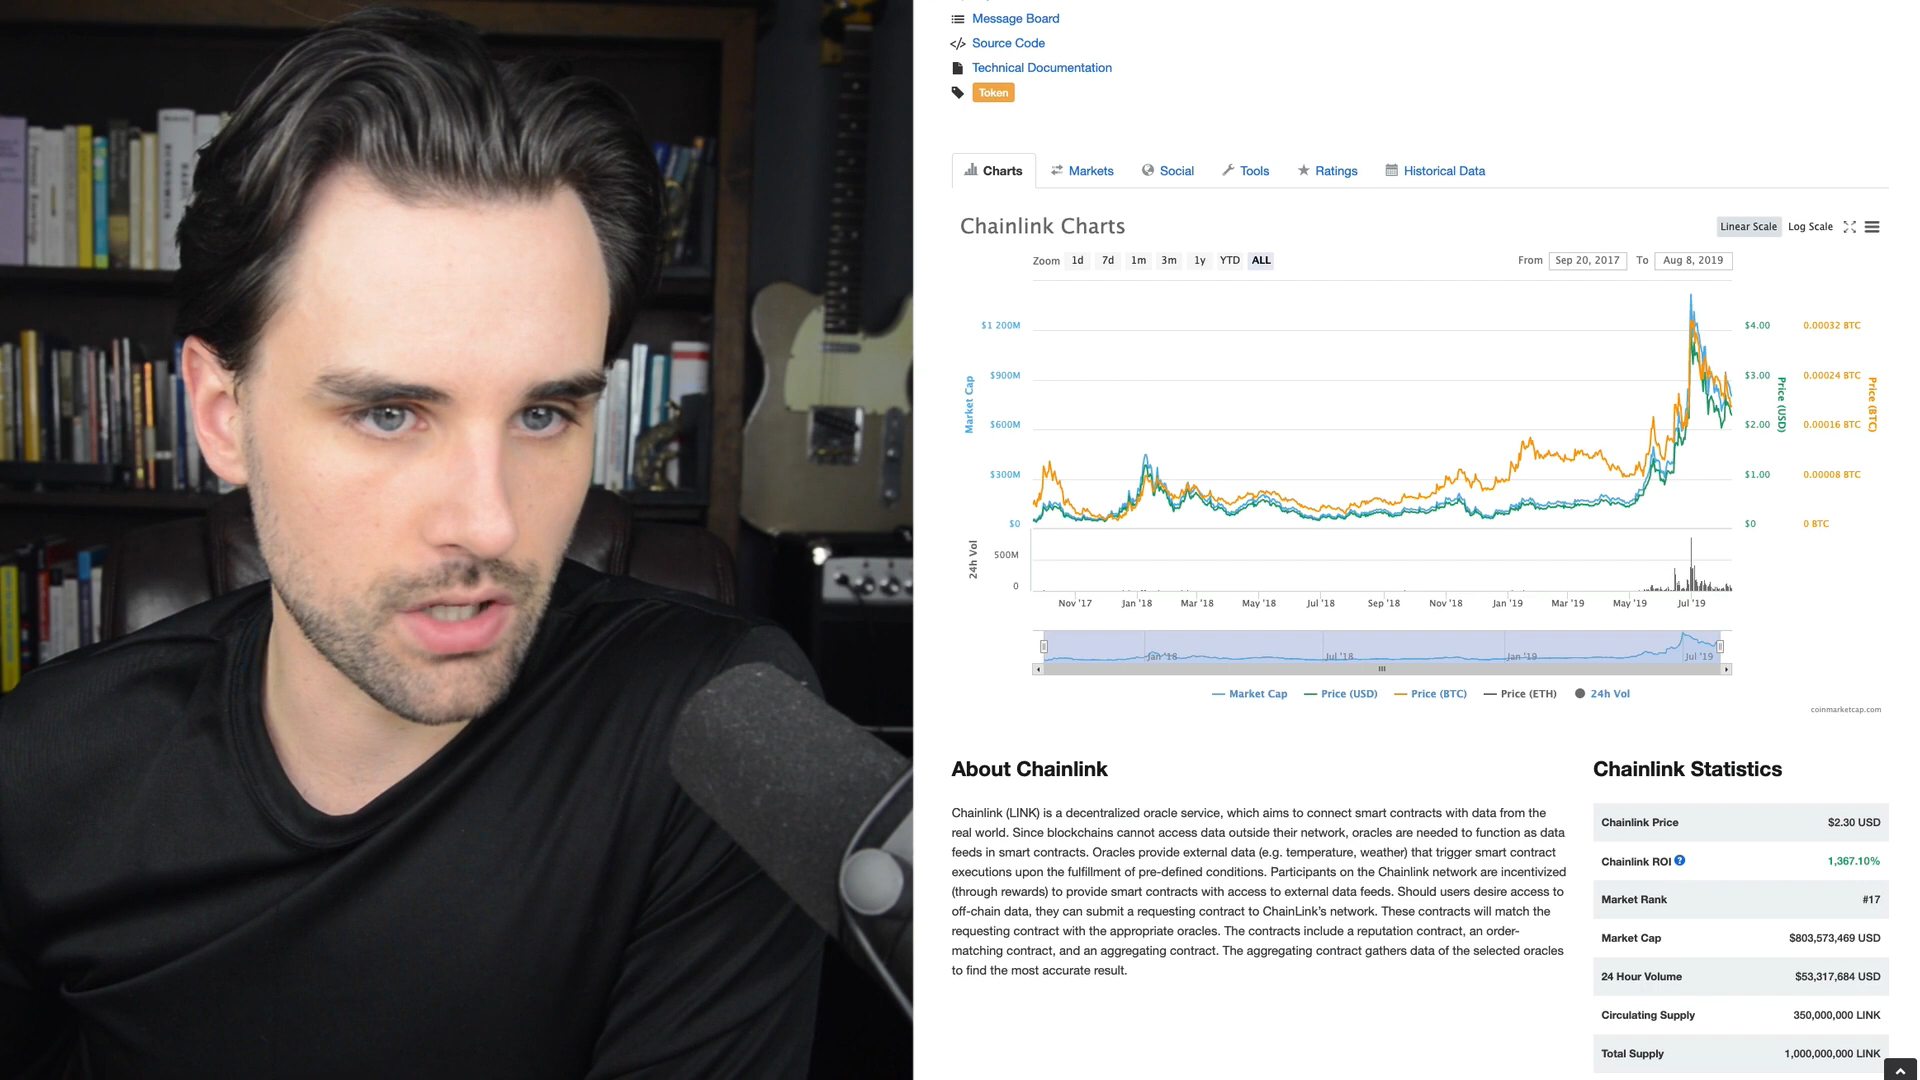 Message Board
Source Code
Technical Documentation
Token
Charts Markets Social Tools Ratings Historical Data
Chainlink Charts
Linear Scale Log Scale
Zoom 1d 7d 1m 3m 1y YTD ALL
From Sep 20, 2017 To Aug 8, 2019
$1 200M $4.00 0.00032 BTC
$900M $3.00 0.00024 BTC
Market Cap Price (USD) Price (BTC)
$600M $2.00 0.00016 BTC
$300M $1.00 0.00008 BTC
$0 $0 0 BTC
24h Vol
500M
0
Nov '17 Jan '18 Mar '18 May '18 Jul '18 Sep '18 Nov '18 Jan '19 Mar '19 May '19 Jul '19
Jan '18 Jul '18 Jan '19 Jul '19
Market Cap Price (USD) Price (BTC) Price (ETH) 24h Vol
coinmarketcap.com
About Chainlink
Chainlink (LINK) is a decentralized oracle service, which aims to connect smart contracts with data from the
real world. Since blockchains cannot access data outside their network, oracles are needed to function as data
feeds in smart contracts. Oracles provide external data (e.g. temperature, weather) that trigger smart contract
executions upon the fulfillment of pre-defined conditions. Participants on the Chainlink network are incentivized
(through rewards) to provide smart contracts with access to external data feeds. Should users desire access to
off-chain data, they can submit a requesting contract to ChainLink's network. These contracts will match the
requesting contract with the appropriate oracles. The contracts include a reputation contract, an order-
matching contract, and an aggregating contract. The aggregating contract gathers data of the selected oracles
to find the most accurate result.
Chainlink Statistics
Chainlink Price $2.30 USD
Chainlink ROI ? 1,367.10%
Market Rank #17
Market Cap $803,573,469 USD
24 Hour Volume $53,317,684 USD
Circulating Supply 350,000,000 LINK
Total Supply 1,000,000,000 LINK